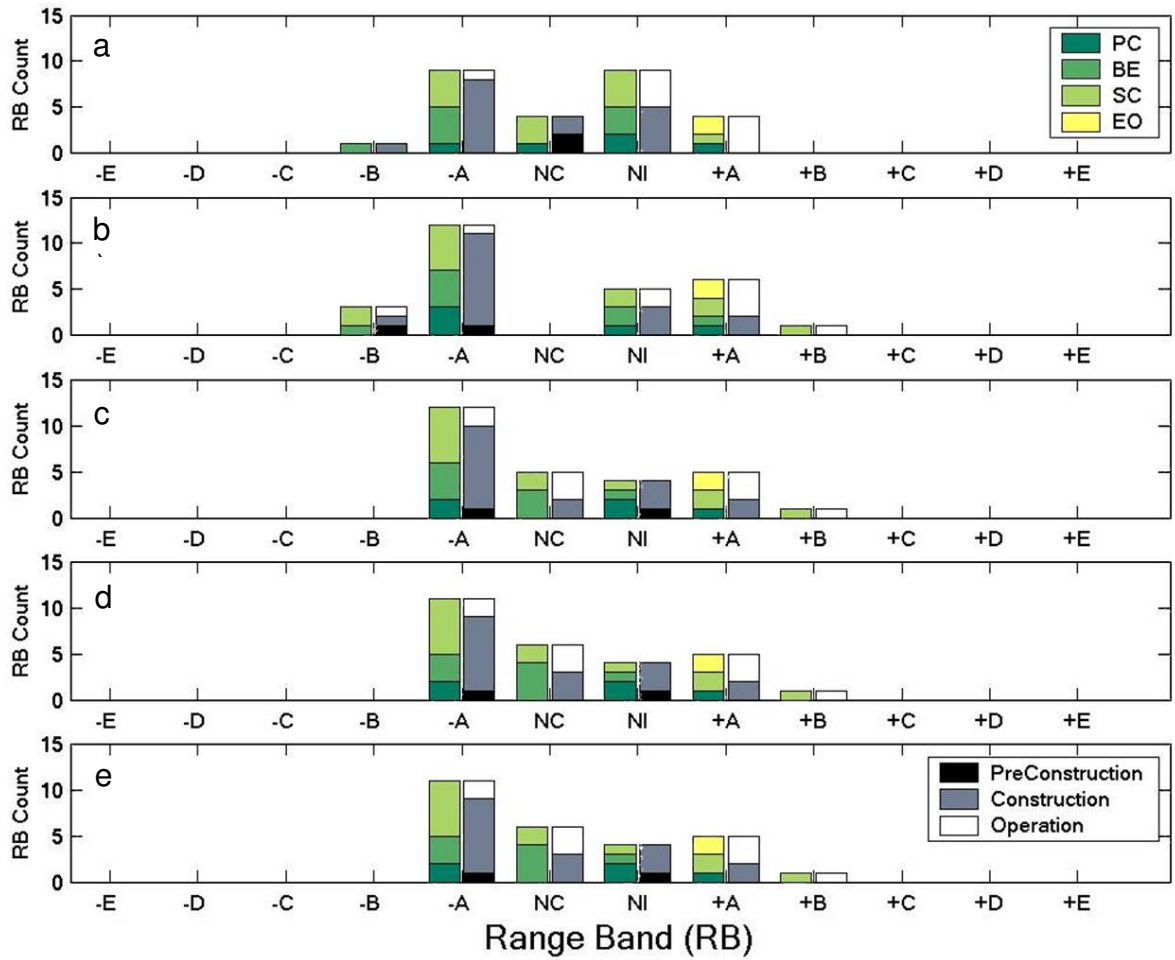 a
RB Count
15
10
5
0
PC
BE
SC
EO
-E -D -C -B -A NC NI +A +B +C +D +E
b
RB Count
15
10
5
0
-E -D -C -B -A NC NI +A +B +C +D +E
c
RB Count
15
10
5
0
-E -D -C -B -A NC NI +A +B +C +D +E
d
RB Count
15
10
5
0
-E -D -C -B -A NC NI +A +B +C +D +E
e
RB Count
15
10
5
0
PreConstruction
Construction
Operation
-E -D -C -B -A NC NI +A +B +C +D +E
Range Band (RB)